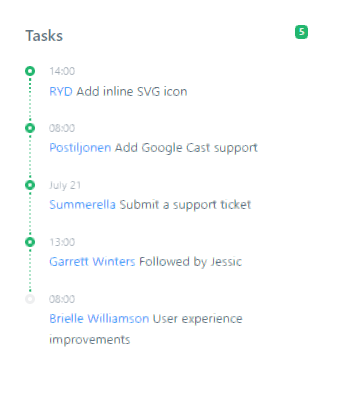 Tasks
5
14:00
RYD Add inline SVG icon
08:00
Postiljonen Add Google Cast support
July 21
Summerella Submit a support ticket
13:00
Garrett Winters Followed by Jessic
08:00
Brielle Williamson User experience
improvements